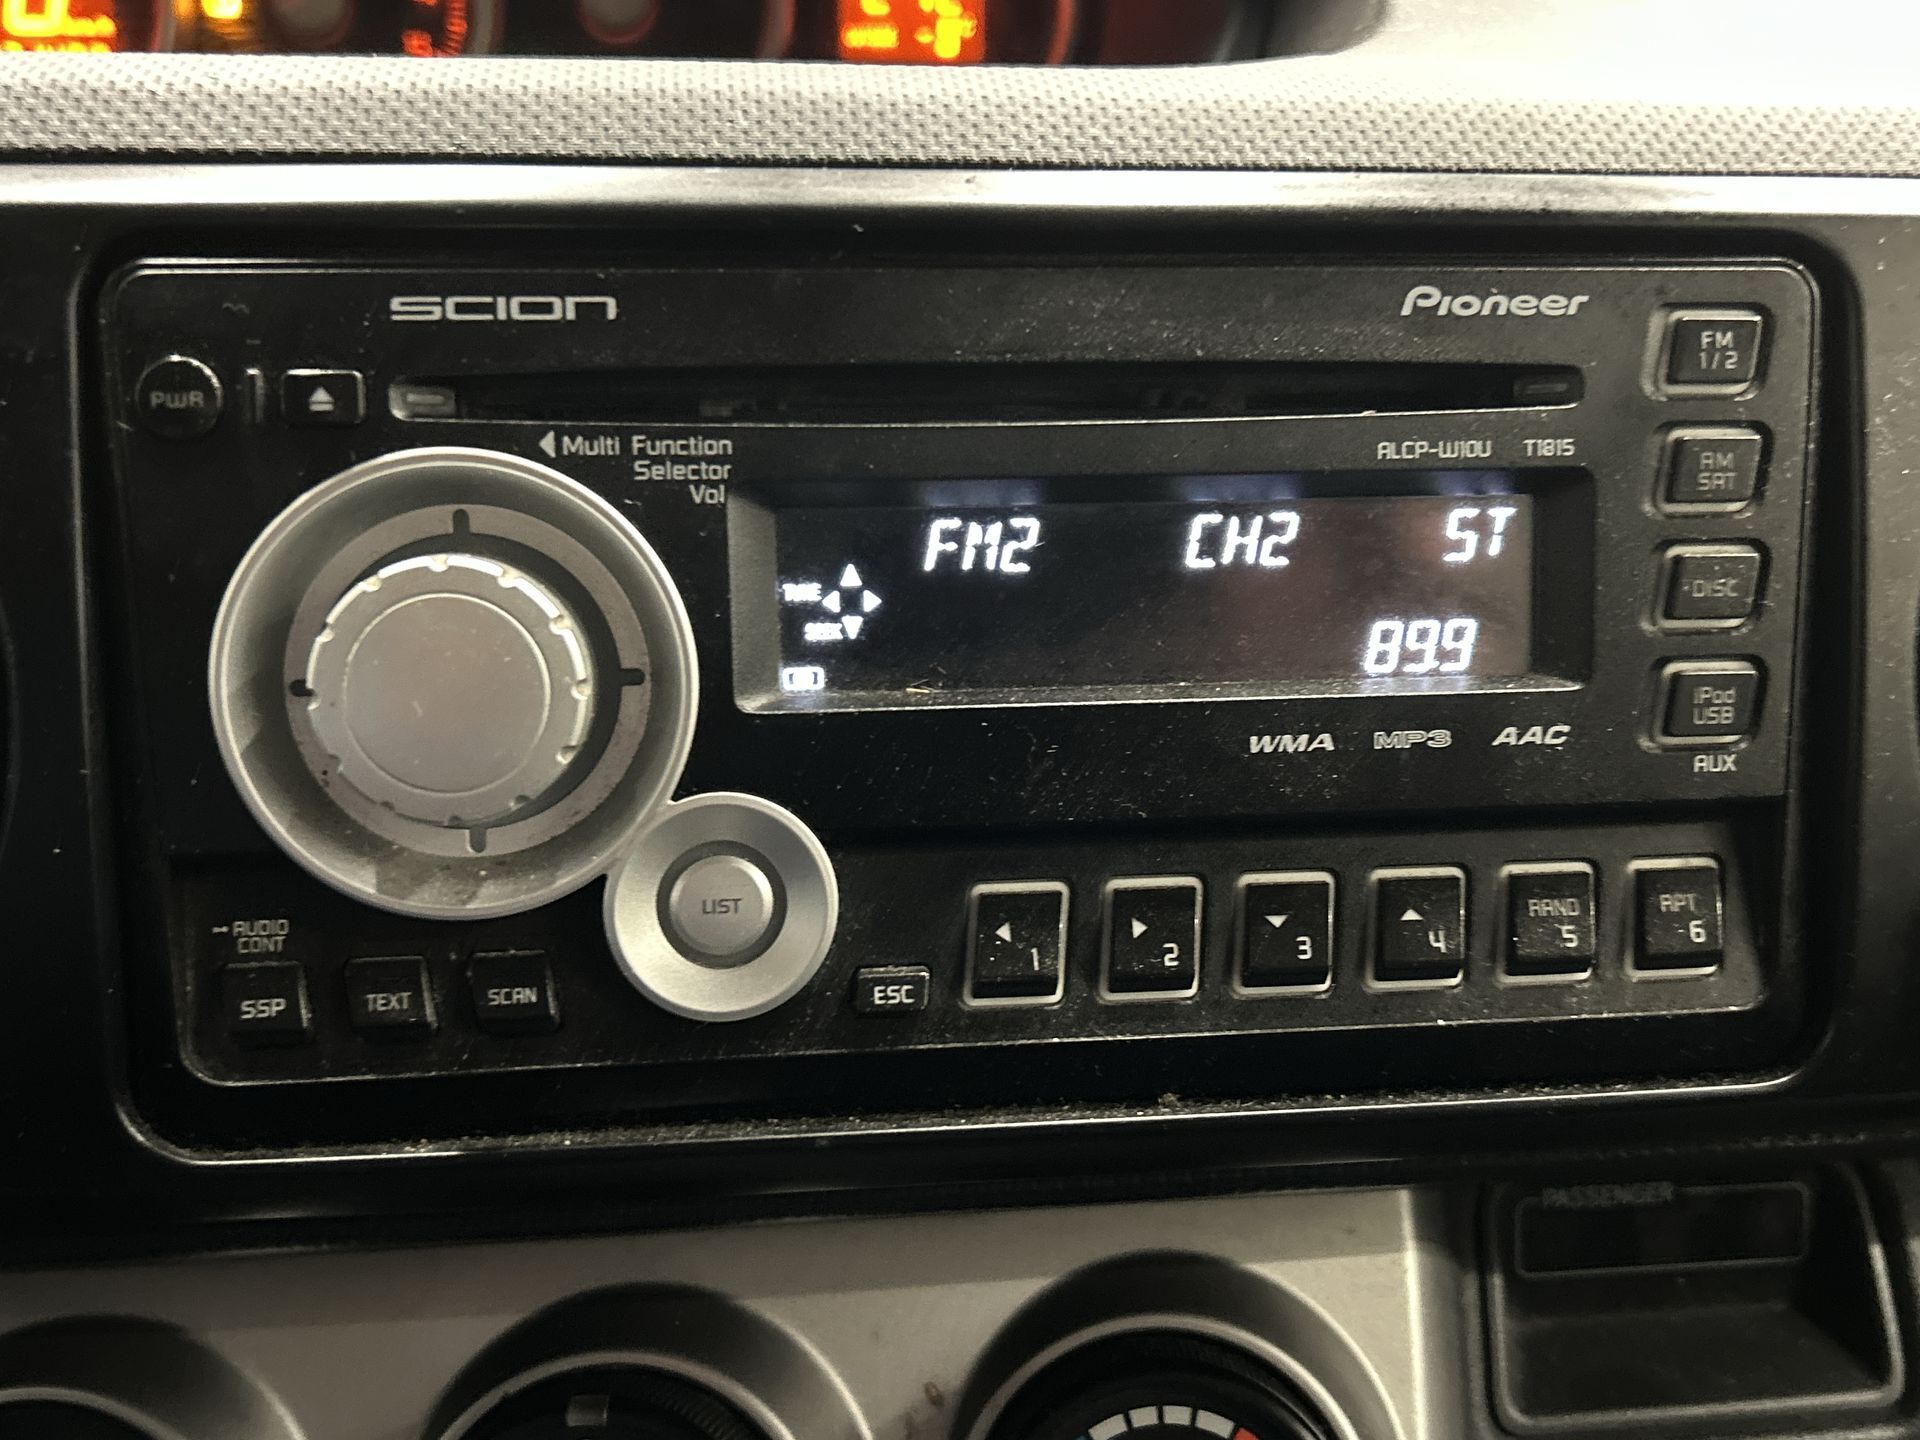 SCION
Pioneer
FM
1/2
PWR
Multi Function
Selector
Vol
ALCP-W10U T1815
AM
SAT
FM2 CH2 ST
TUNE
SEEK
89.9
DISC
iPod
USB
AUX
WMA MP3 AAC
LIST
AUDIO
CONT
SSP
TEXT
SCAN
ESC
1
2
3
4
RAND
5
RPT
6
PASSENGER